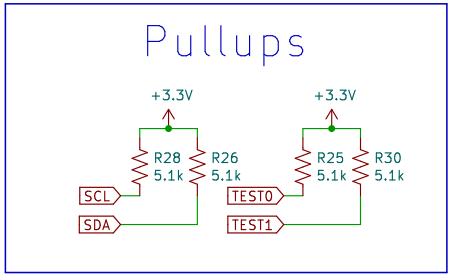 Pullups
+3.3V
+3.3V
R28
5.1k
R26
5.1k
R25
5.1k
R30
5.1k
SCL
TEST0
SDA
TEST1